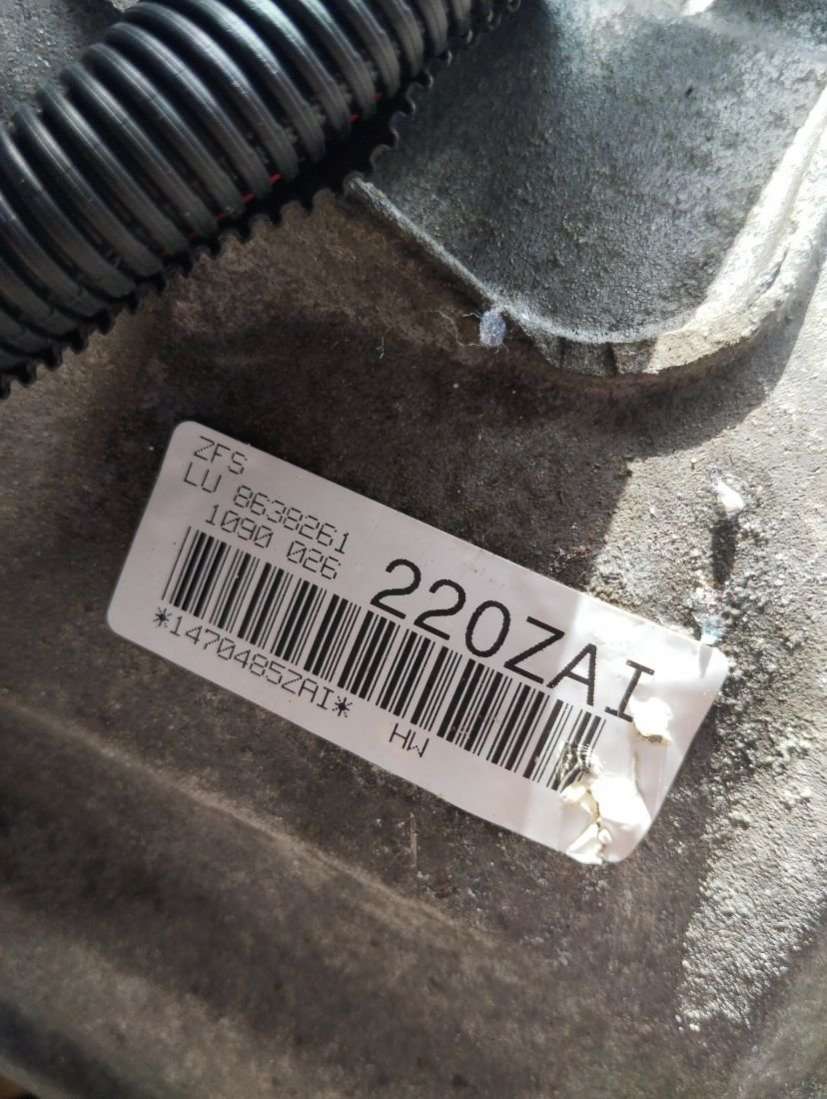 ZFS
LU 8638261
1090 026
220ZAI
*1470485ZAI*
HW